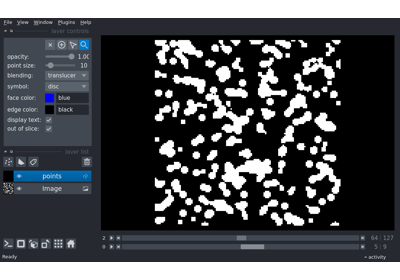 File View Window Plugins Help
layer controls
opacity: 1.00
point size: 10
blending: translucer
symbol: disc
face color: blue
edge color: black
display text:
out of slice:
layer list
points
Image
2 64 127
0 5 9
Ready activity